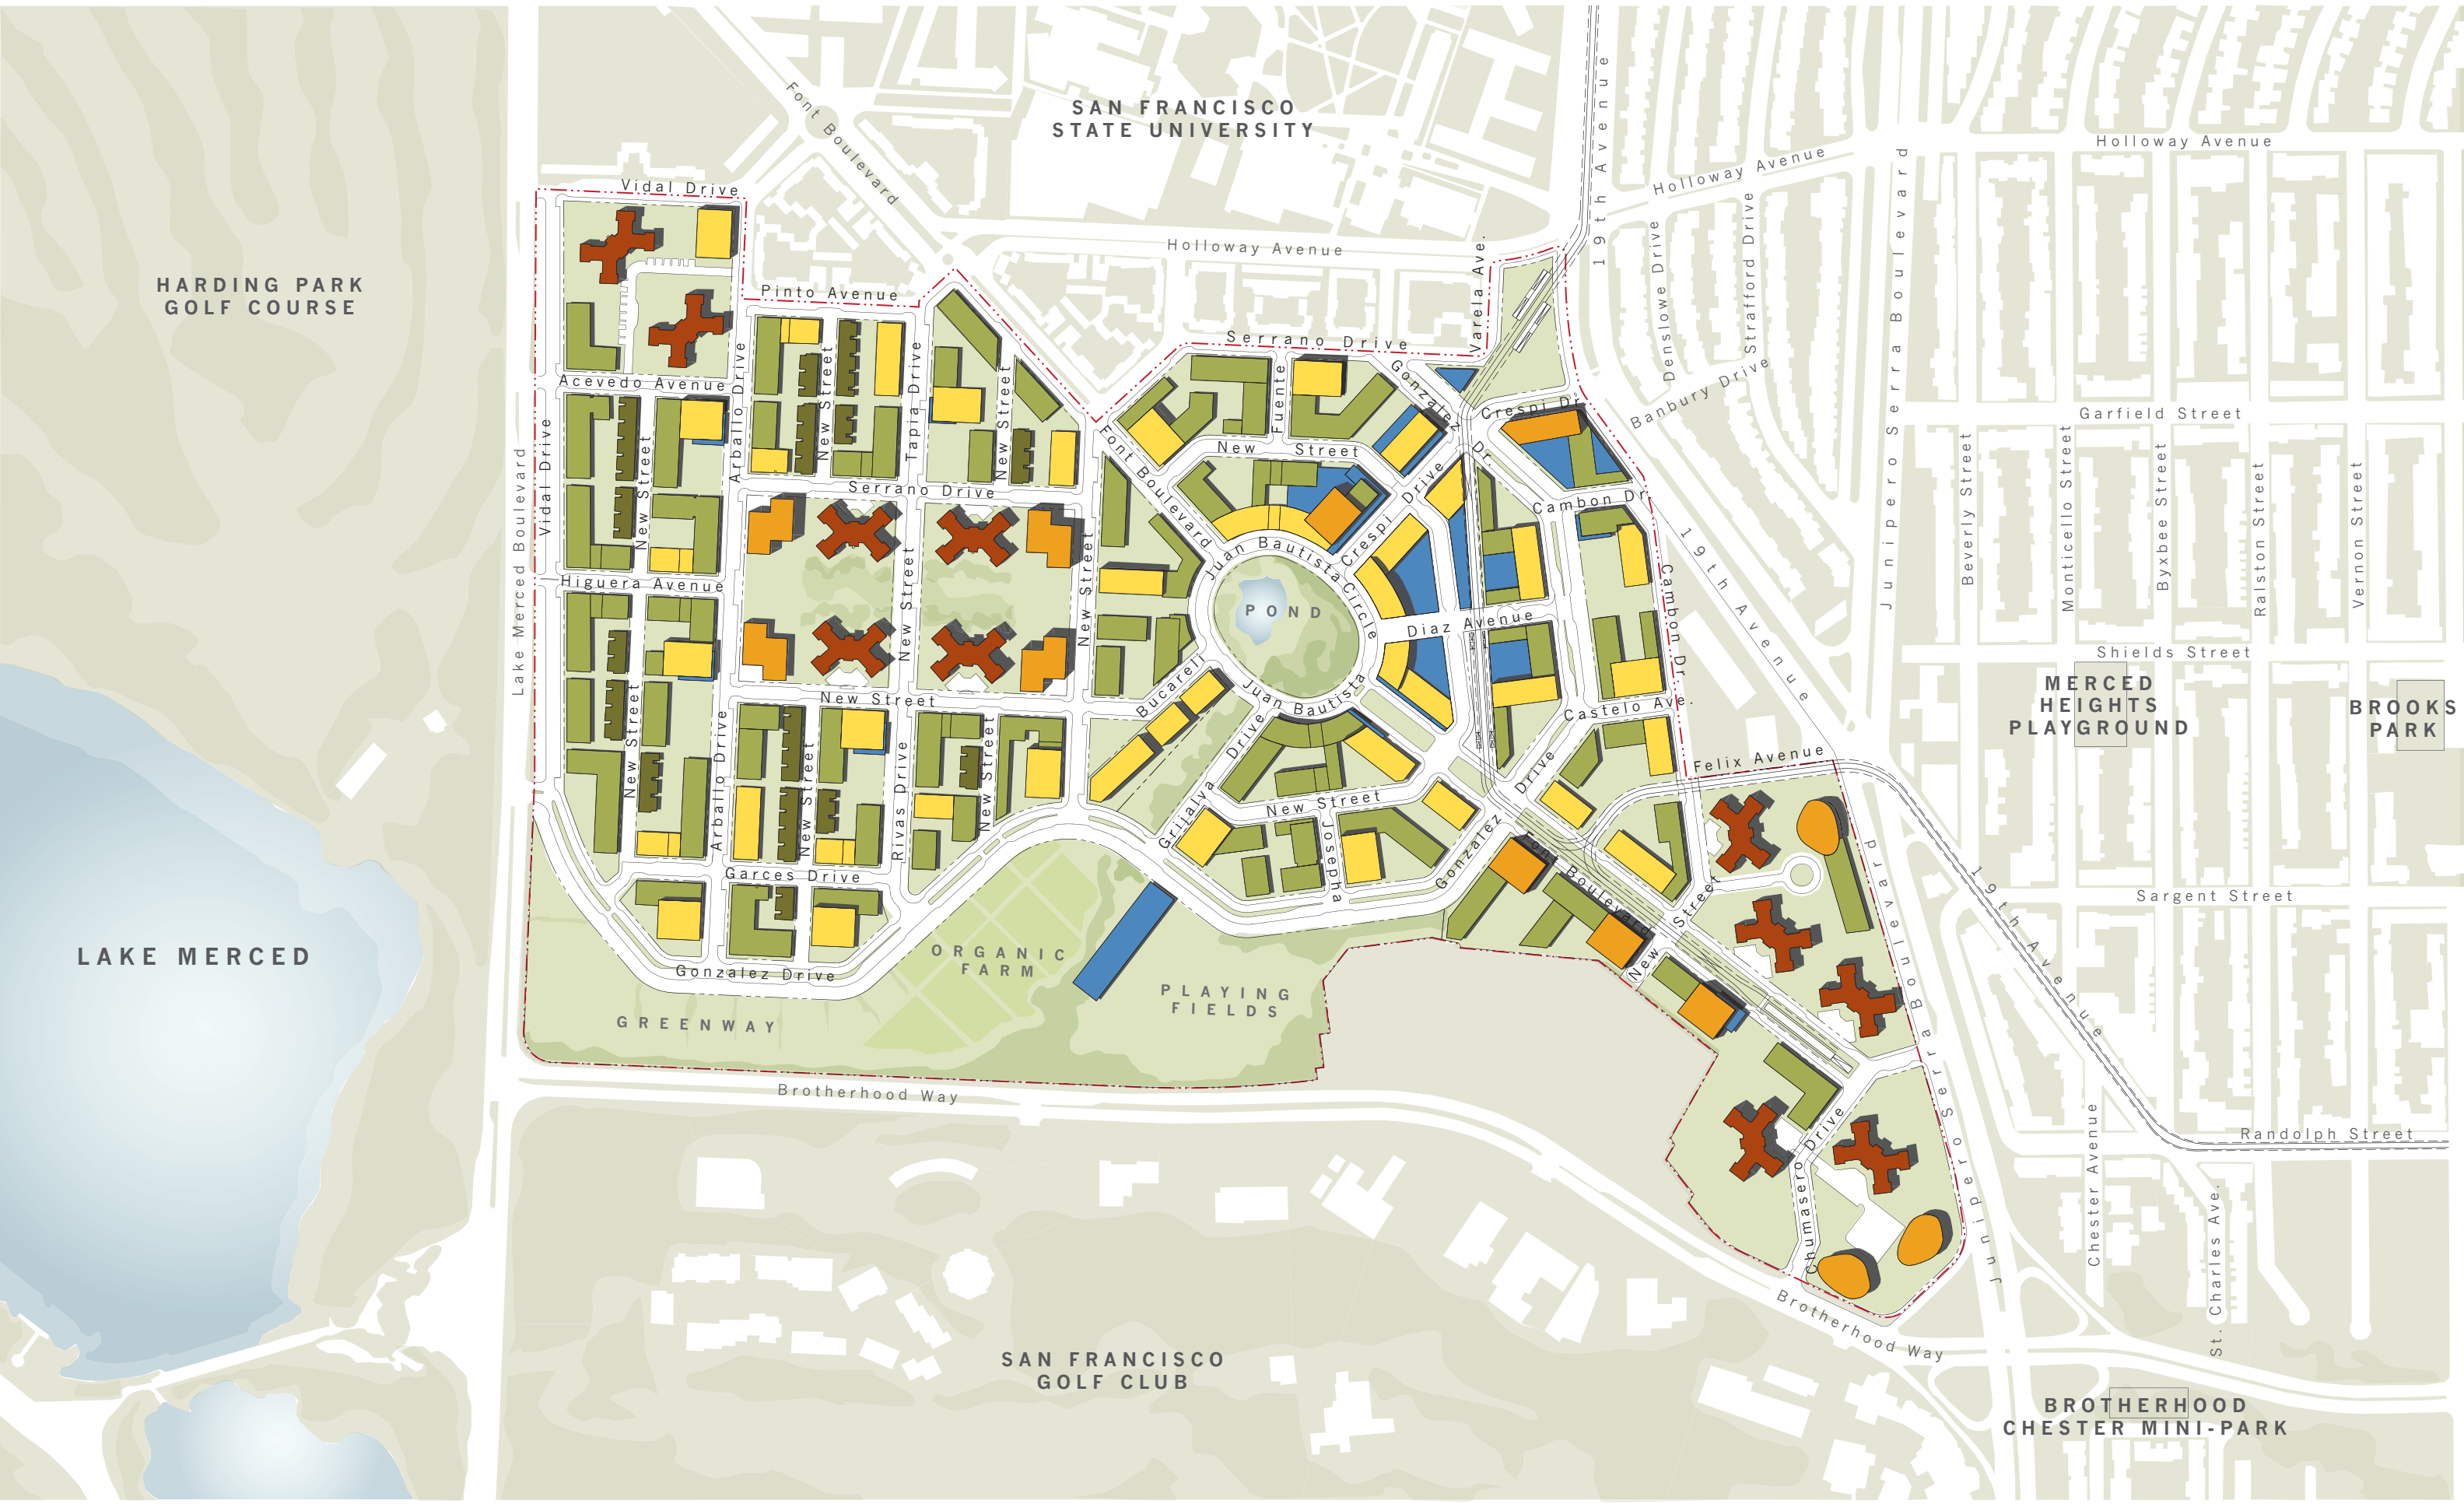 SAN FRANCISCO
STATE UNIVERSITY
Font Boulevard
19th Avenue
Holloway Avenue
Holloway Avenue
Vidal Drive
Holloway Avenue
Varela Ave.
Denslowe Drive
Strafford Drive
Junipero Serra Boulevard
HARDING PARK
GOLF COURSE
Pinto Avenue
Serrano Drive
Acevedo Avenue
Arballo Drive
New Street
Tapia Drive
New Street
Fuente
Gonzalez
Dr.
Crespi Dr.
Banbury Drive
Garfield Street
Vidal Drive
Lake Merced Boulevard
New Street
Font Boulevard
New Street
Serrano Drive
Crespi Drive
Cambon Dr.
Beverly Street
Monticello Street
Byxbee Street
Ralston Street
Vernon Street
19th Avenue
Higuera Avenue
New Street
New Street
Juan Bautista Circle
POND
Diaz Avenue
Cambon Dr.
Shields Street
MERCED
HEIGHTS
PLAYGROUND
BROOKS
PARK
New Street
New Street
Bucareli
Juan Bautista
Castelo Ave.
Arballo Drive
New Street
Rivas Drive
New Street
Grijalva Drive
New Street
Josepha
Gonzalez Drive
Felix Avenue
Font Boulevard
New Street
New Street
19th Avenue
Sargent Street
Garces Drive
LAKE MERCED
ORGANIC
FARM
Gonzalez Drive
PLAYING
FIELDS
GREENWAY
Junipero Serra Boulevard
Brotherhood Way
Chumasero Drive
Chester Avenue
Randolph Street
St. Charles Ave.
Brotherhood Way
SAN FRANCISCO
GOLF CLUB
BROTHERHOOD
CHESTER MINI-PARK